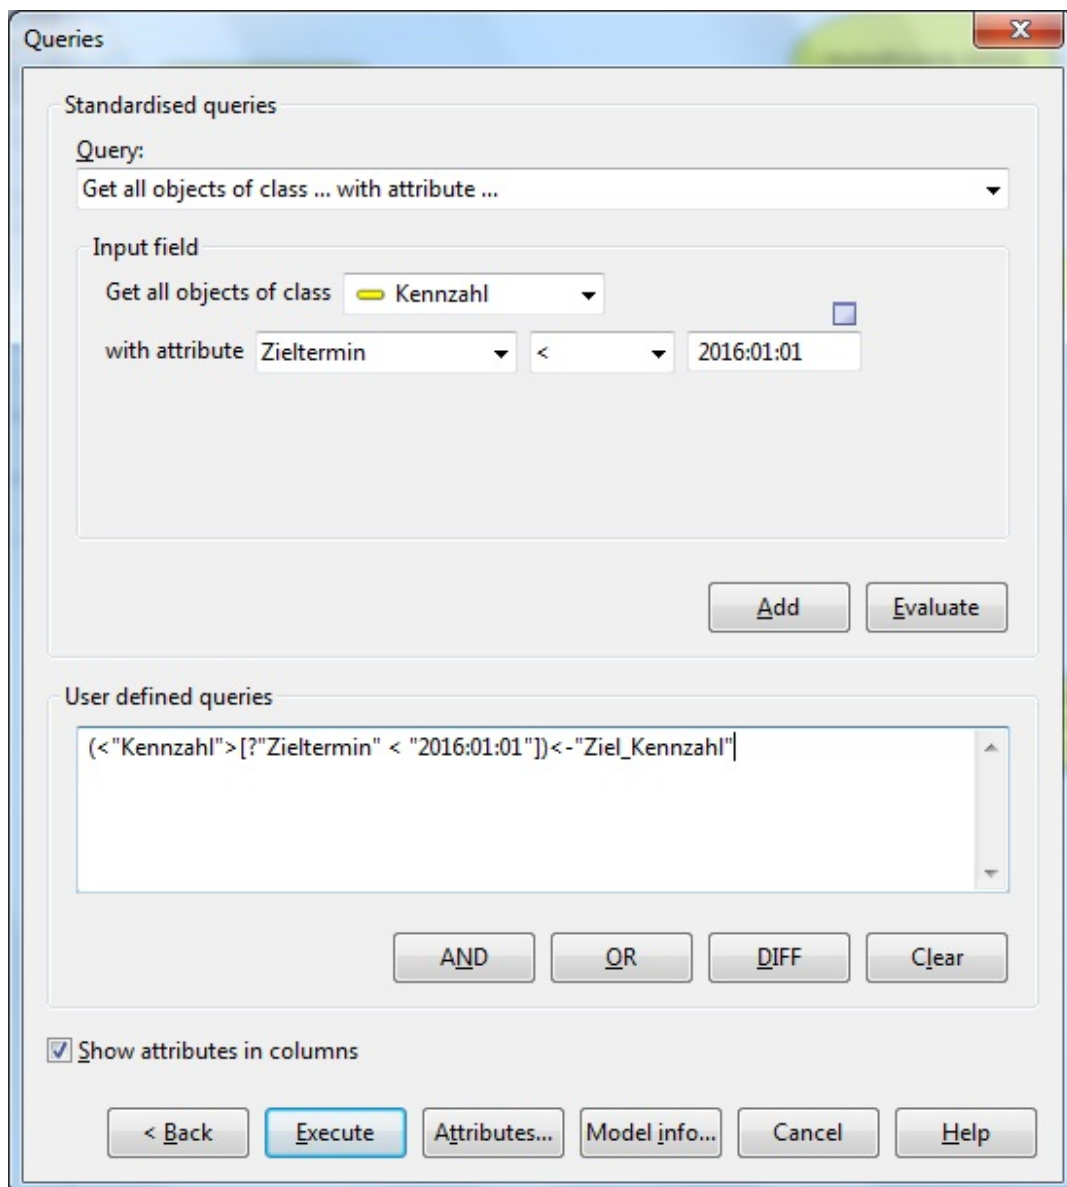 Queries
X
Standardised queries
Query:
Get all objects of class ... with attribute ...
Input field
Get all objects of class Kennzahl
with attribute Zieltermin < 2016:01:01
Add Evaluate
User defined queries
(<"Kennzahl">[?"Zieltermin" < "2016:01:01"])<-"Ziel_Kennzahl"
AND OR DIFF Clear
Show attributes in columns
< Back Execute Attributes... Model info... Cancel Help